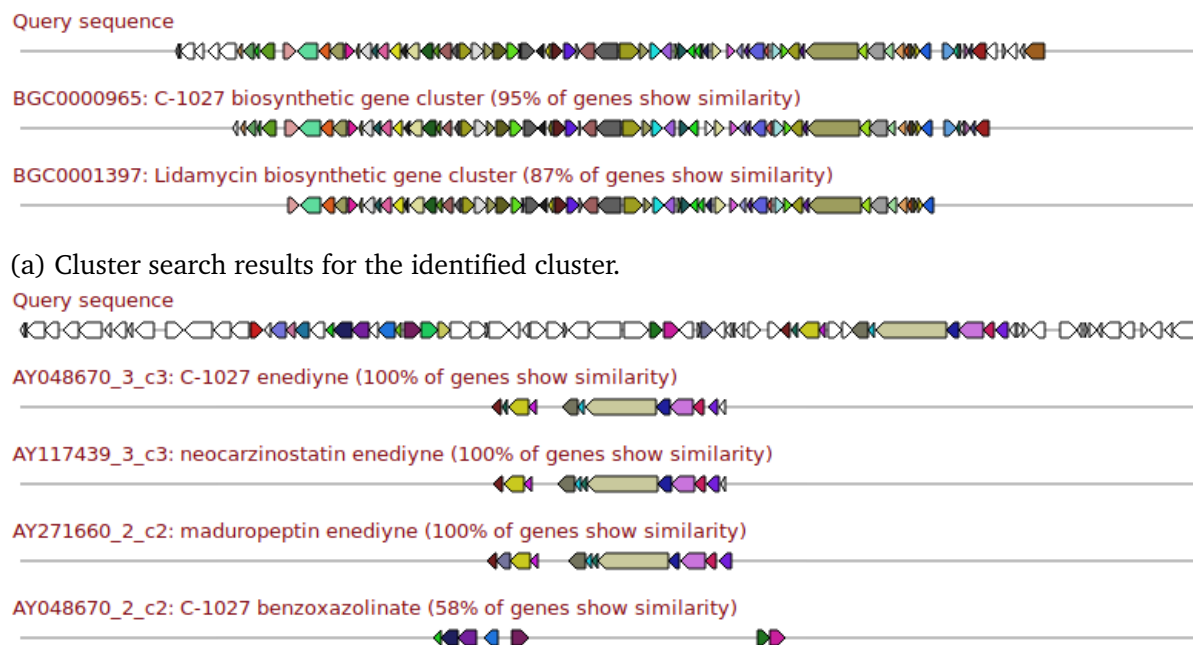 Query sequence
BGC0000965: C-1027 biosynthetic gene cluster (95% of genes show similarity)
BGC0001397: Lidamycin biosynthetic gene cluster (87% of genes show similarity)
(a) Cluster search results for the identified cluster.
Query sequence
AY048670_3_c3: C-1027 enediyne (100% of genes show similarity)
AY117439_3_c3: neocarzinostatin enediyne (100% of genes show similarity)
AY271660_2_c2: maduropeptin enediyne (100% of genes show similarity)
AY048670_2_c2: C-1027 benzoxazolinate (58% of genes show similarity)